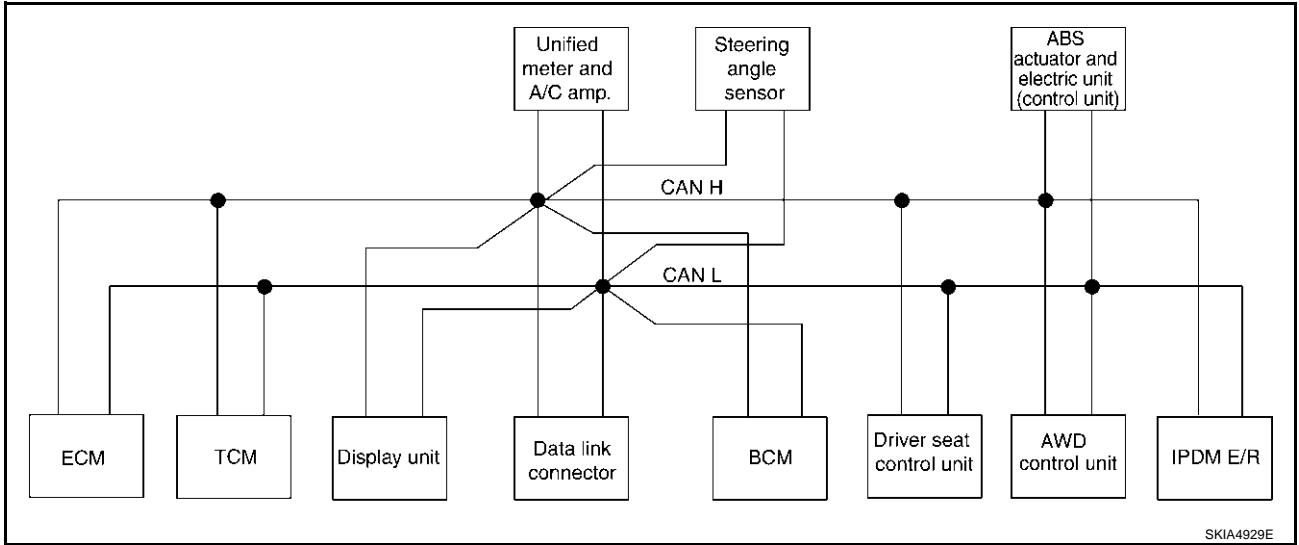 Unified
meter and
A/C amp.
Steering
angle
sensor
ABS
actuator and
electric unit
(control unit)
CAN H
CAN L
ECM
TCM
Display unit
Data link
connector
BCM
Driver seat
control unit
AWD
control unit
IPDM E/R
SKIA4929E